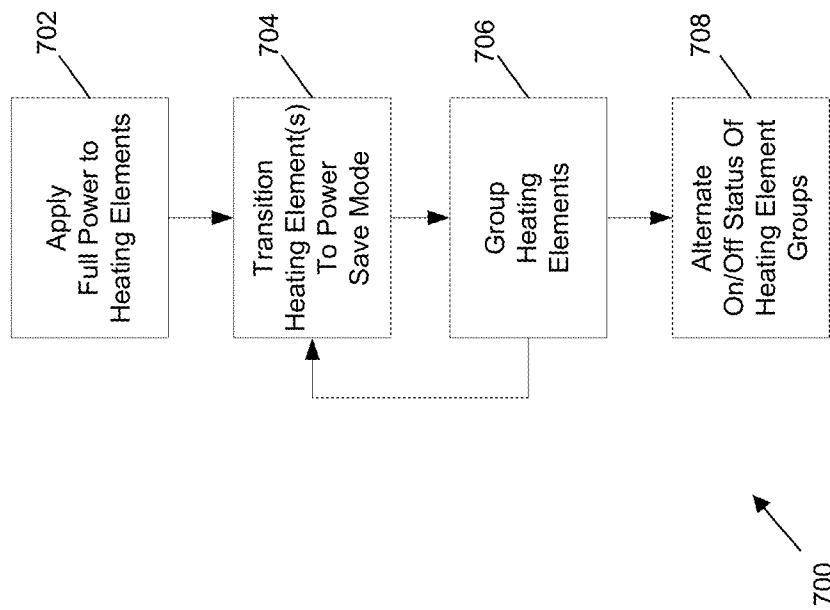 702
Apply
Full Power to
Heating Elements
704
Transition
Heating Element(s)
To Power
Save Mode
706
Group
Heating
Elements
708
Alternate
On/Off Status Of
Heating Element
Groups
700